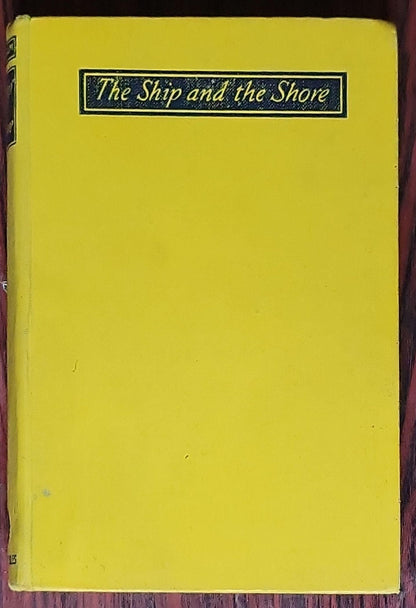 The Ship and the Shore